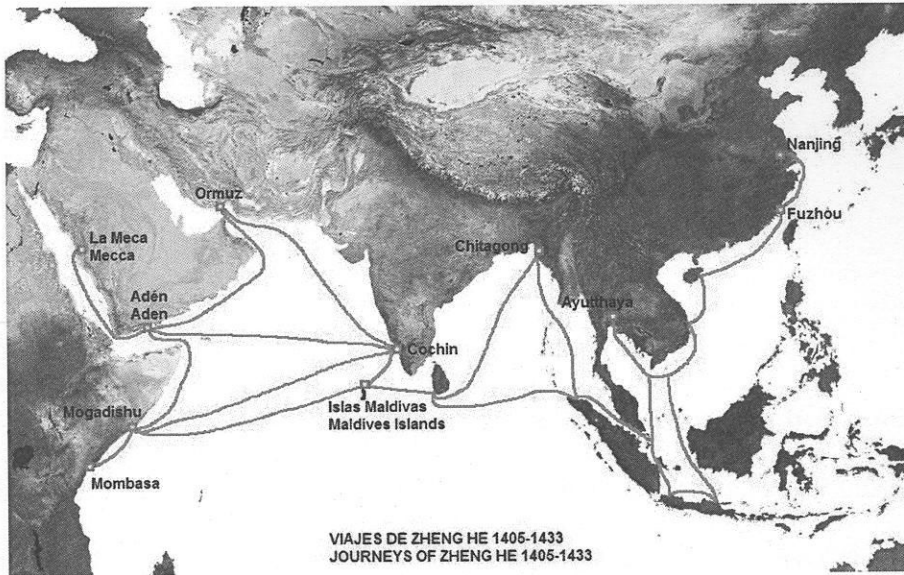 Nanjing
Ormuz
Fuzhou
La Meca
Mecca
Chitagong
Adén
Aden
Ayutthaya
Cochin
Islas Maldivas
Maldives Islands
Mogadishu
Mombasa
VIAJES DE ZHENG HE 1405-1433
JOURNEYS OF ZHENG HE 1405-1433